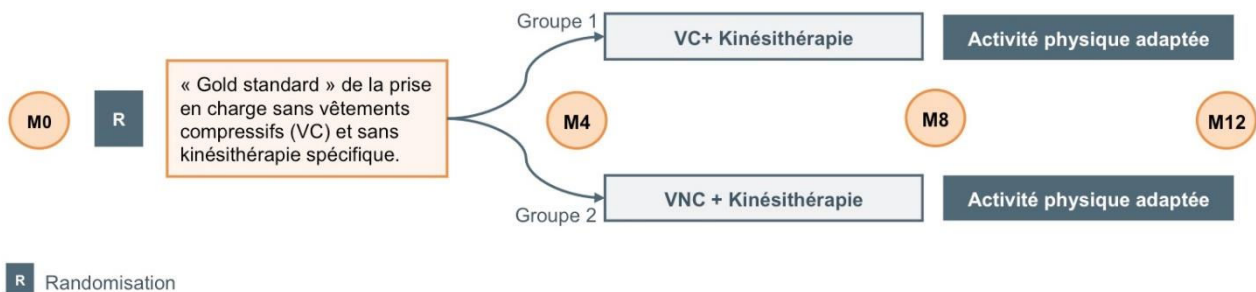 Groupe 1
VC+ Kinésithérapie
Activité physique adaptée
« Gold standard » de la prise
en charge sans vêtements
compressifs (VC) et sans
kinésithérapie spécifique.
M0
R
M4
M8
M12
Groupe 2
VNC + Kinésithérapie
Activité physique adaptée
R Randomisation